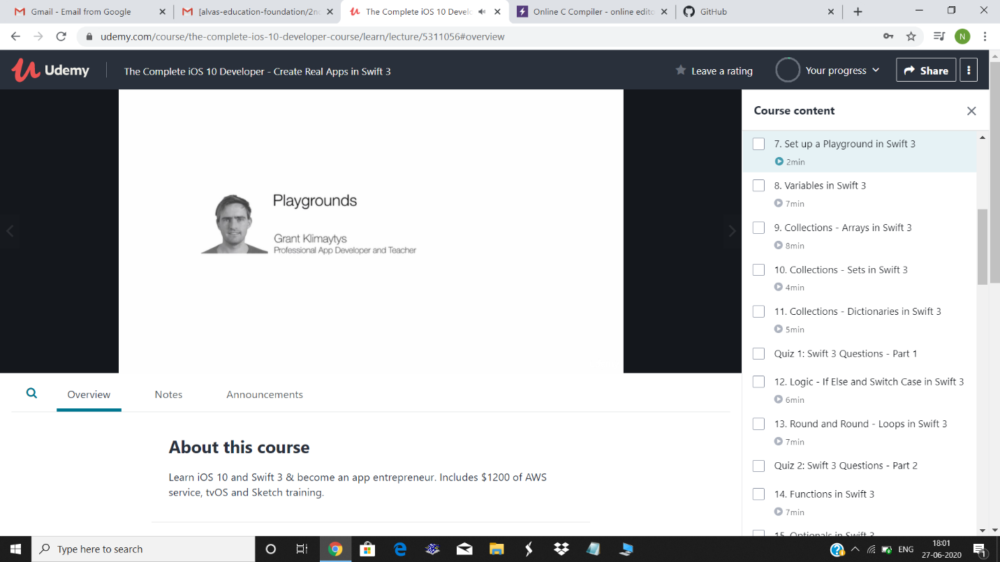 Gmail - Email from Google
[alvas-education-foundation/2n
The Complete iOS 10 Develo
Online C Compiler - online edito
GitHub
udemy.com/course/the-complete-ios-10-developer-course/learn/lecture/5311056#overview
N
Udemy
The Complete iOS 10 Developer - Create Real Apps in Swift 3
Leave a rating
Your progress
Share
Playgrounds
Grant Klimaytys
Professional App Developer and Teacher
Course content
7. Set up a Playground in Swift 3
2min
8. Variables in Swift 3
7min
9. Collections - Arrays in Swift 3
8min
10. Collections - Sets in Swift 3
4min
11. Collections - Dictionaries in Swift 3
5min
Quiz 1: Swift 3 Questions - Part 1
12. Logic - If Else and Switch Case in Swift 3
6min
13. Round and Round - Loops in Swift 3
7min
Quiz 2: Swift 3 Questions - Part 2
14. Functions in Swift 3
7min
15. Optionals in Swift 3
Overview
Notes
Announcements
About this course
Learn iOS 10 and Swift 3 & become an app entrepreneur. Includes $1200 of AWS
service, tvOS and Sketch training.
Type here to search
ENG
18:01
27-06-2020
1